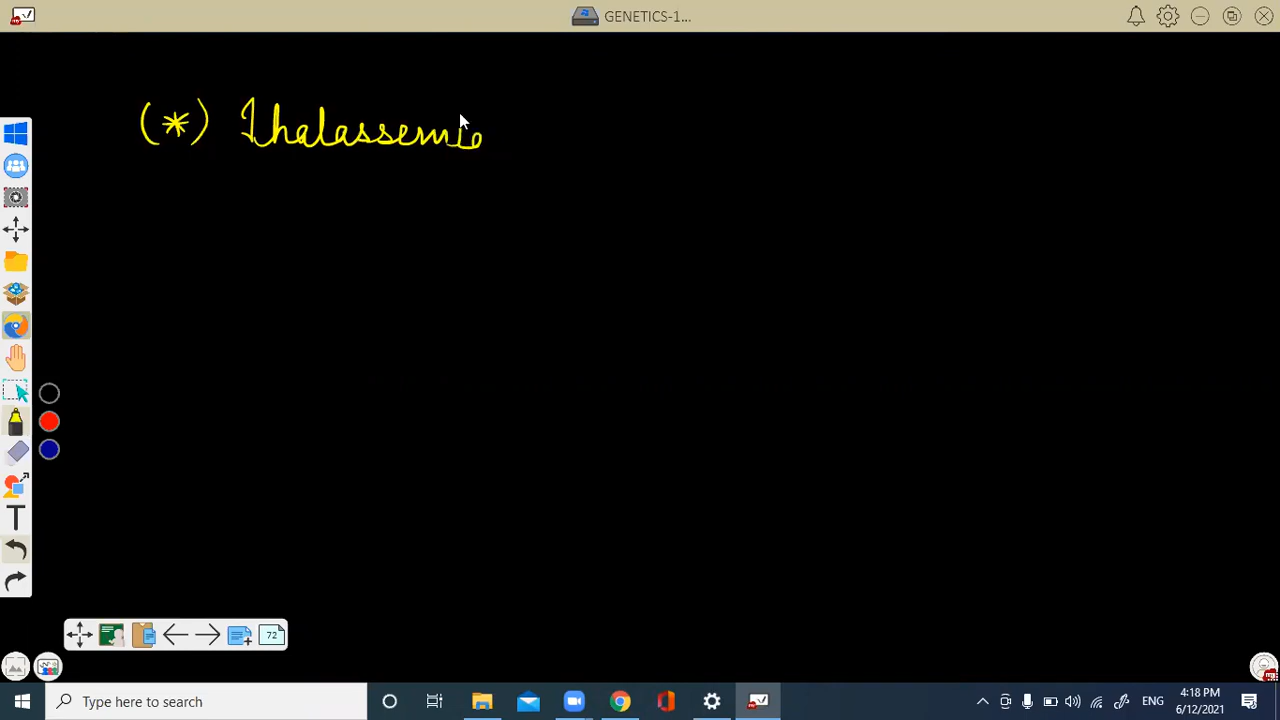 GENETICS-1...
(*) Thalassemia
T
72
Type here to search
ENG
4:18 PM
6/12/2021